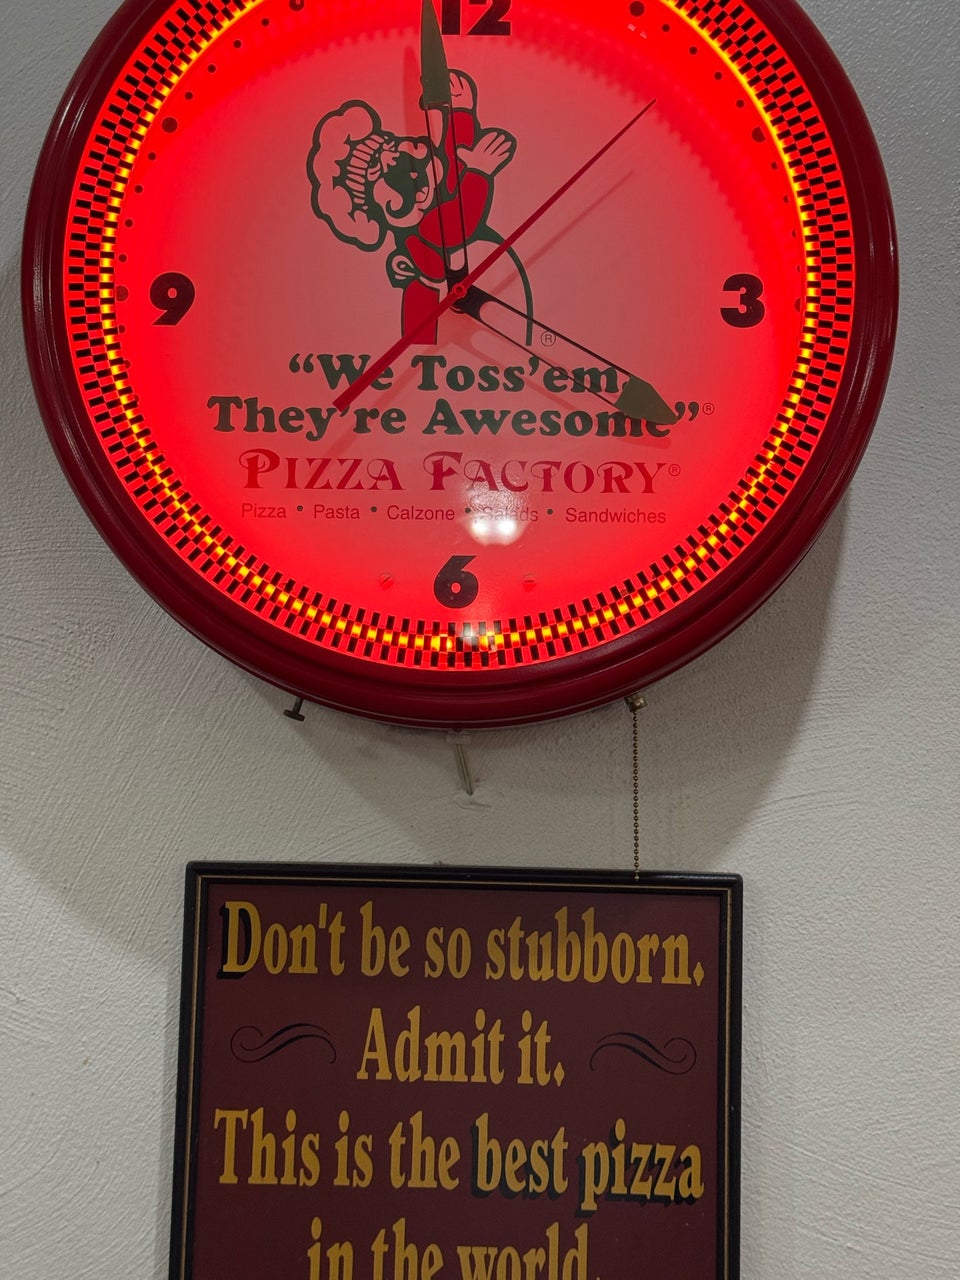 12
9
3
“We Toss’em,
They’re Awesome”®
PIZZA FACTORY®
Pizza • Pasta • Calzone • Salads • Sandwiches
6
Don't be so stubborn.
Admit it.
This is the best pizza
in the world.